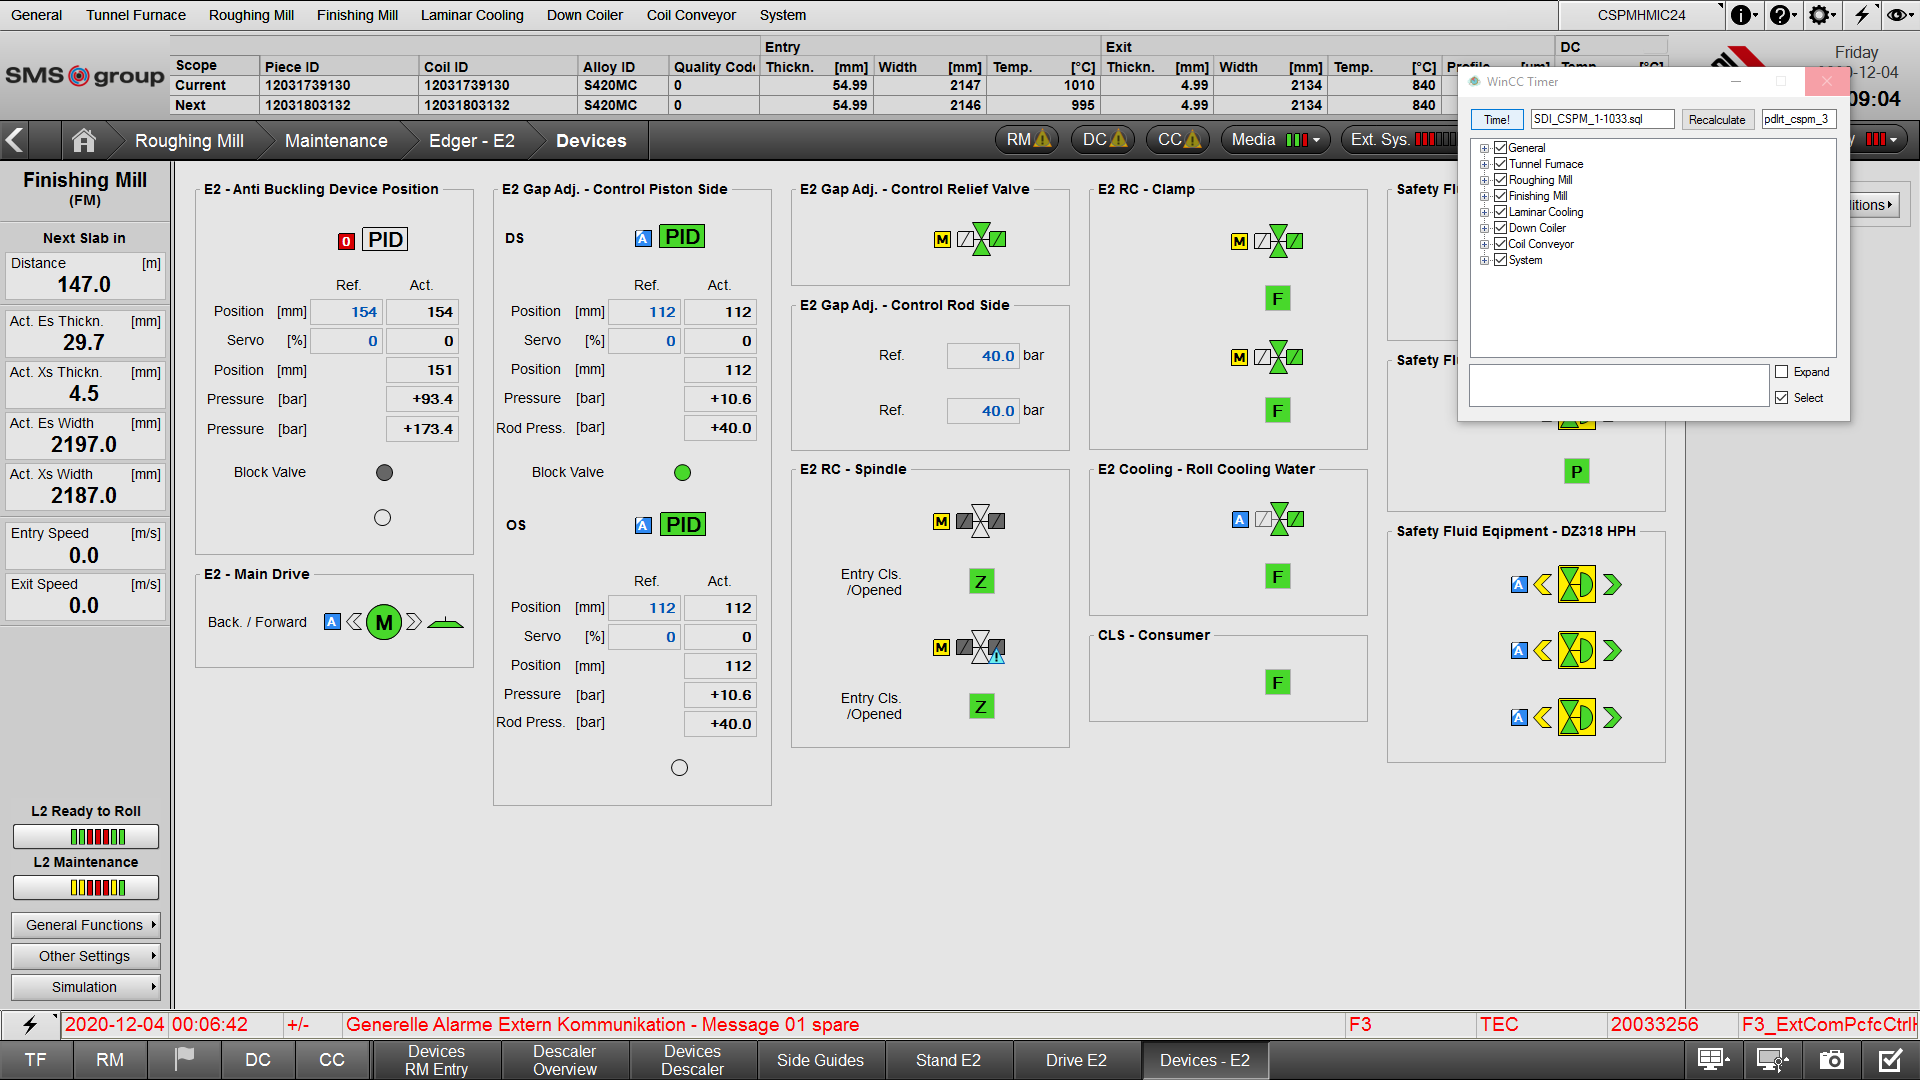 General Tunnel Furnace Roughing Mill Finishing Mill Laminar Cooling Down Coiler Coil Conveyor System CSPMHMIC24
SMS group
Entry Exit DC
Scope Piece ID Coil ID Alloy ID Quality Code Thickn. [mm] Width [mm] Temp. [°C] Thickn. [mm] Width [mm] Temp. [°C]
Current 12031739130 12031739130 S420MC 0 54.99 2147 1010 4.99 2134 840
Next 12031803132 12031803132 S420MC 0 54.99 2146 995 4.99 2134 840
Friday
-12-04
09:04
Roughing Mill Maintenance Edger - E2 Devices RM DC CC Media Ext. Sys.
WinCC Timer
Time! SDI_CSPM_1-1033.sql Recalculate pdlrt_cspm_3
General
Tunnel Furnace
Roughing Mill
Finishing Mill
Laminar Cooling
Down Coiler
Coil Conveyor
System
Expand
Select
itions
Finishing Mill
(FM)
Next Slab in
Distance [m]
147.0
Act. Es Thickn. [mm]
29.7
Act. Xs Thickn. [mm]
4.5
Act. Es Width [mm]
2197.0
Act. Xs Width [mm]
2187.0
Entry Speed [m/s]
0.0
Exit Speed [m/s]
0.0
L2 Ready to Roll
L2 Maintenance
General Functions
Other Settings
Simulation
E2 - Anti Buckling Device Position
0 PID
Ref. Act.
Position [mm] 154 154
Servo [%] 0 0
Position [mm] 151
Pressure [bar] +93.4
Pressure [bar] +173.4
Block Valve
E2 - Main Drive
Back. / Forward A M
E2 Gap Adj. - Control Piston Side
DS A PID
Ref. Act.
Position [mm] 112 112
Servo [%] 0 0
Position [mm] 112
Pressure [bar] +10.6
Rod Press. [bar] +40.0
Block Valve
OS A PID
Ref. Act.
Position [mm] 112 112
Servo [%] 0 0
Position [mm] 112
Pressure [bar] +10.6
Rod Press. [bar] +40.0
E2 Gap Adj. - Control Relief Valve
M
E2 Gap Adj. - Control Rod Side
Ref. 40.0 bar
Ref. 40.0 bar
E2 RC - Spindle
M
Entry Cls.
/Opened Z
M
Entry Cls.
/Opened Z
E2 RC - Clamp
M
F
M
F
E2 Cooling - Roll Cooling Water
A
F
CLS - Consumer
F
Safety Fl
Safety Fl
P
Safety Fluid Eqipment - DZ318 HPH
A
A
A
2020-12-04 00:06:42 +/- Generelle Alarme Extern Kommunikation - Message 01 spare F3 TEC 20033256 F3_ExtComPcfcCtrl
TF RM DC CC
Devices
RM Entry
Descaler
Overview
Devices
Descaler
Side Guides Stand E2 Drive E2 Devices - E2